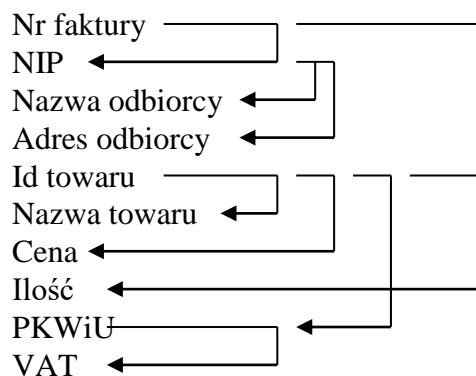 Nr faktury
NIP
Nazwa odbiorcy
Adres odbiorcy
Id towaru
Nazwa towaru
Cena
Ilość
PKWiU
VAT